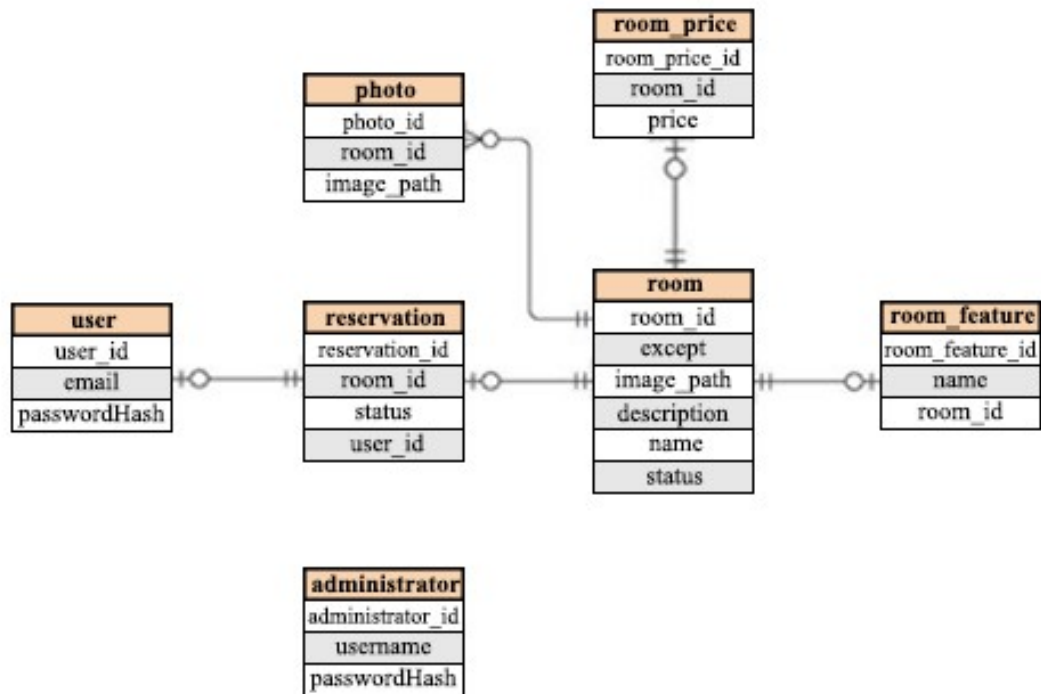 room_price
room_price_id
room_id
price
photo
photo_id
room_id
image_path
room
room_id
except
image_path
description
name
status
user
user_id
email
passwordHash
reservation
reservation_id
room_id
status
user_id
room_feature
room_feature_id
name
room_id
administrator
administrator_id
username
passwordHash